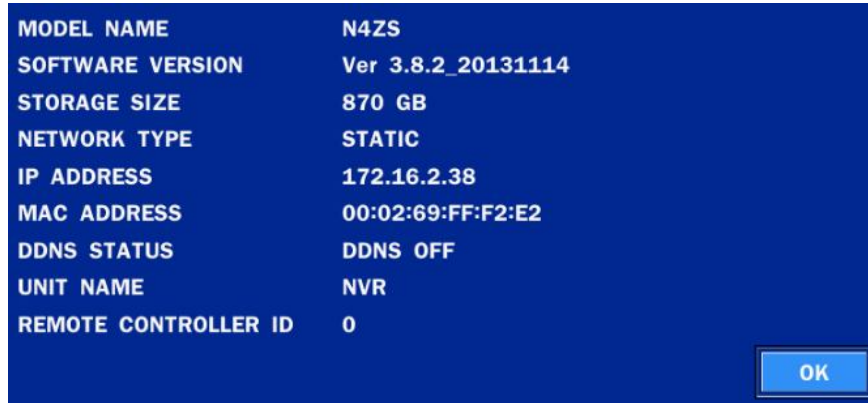 MODEL NAME N4ZS
SOFTWARE VERSION Ver 3.8.2_20131114
STORAGE SIZE 870 GB
NETWORK TYPE STATIC
IP ADDRESS 172.16.2.38
MAC ADDRESS 00:02:69:FF:F2:E2
DDNS STATUS DDNS OFF
UNIT NAME NVR
REMOTE CONTROLLER ID 0
OK